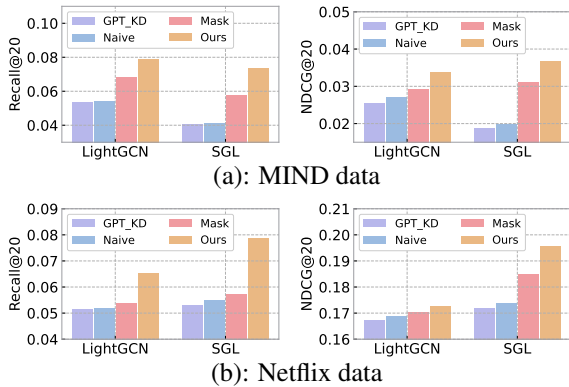 GPT_KD Mask
Naive Ours
Recall@20
0.10
0.08
0.06
0.04
LightGCN SGL
GPT_KD Mask
Naive Ours
NDCG@20
0.05
0.04
0.03
0.02
LightGCN SGL
(a): MIND data
GPT_KD Mask
Naive Ours
Recall@20
0.09
0.08
0.07
0.06
0.05
0.04
LightGCN SGL
GPT_KD Mask
Naive Ours
NDCG@20
0.21
0.20
0.19
0.18
0.17
0.16
LightGCN SGL
(b): Netflix data